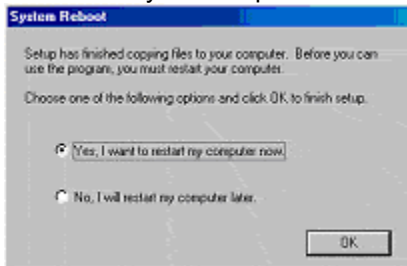 System Reboot
Setup has finished copying files to your computer. Before you can
use the program, you must restart your computer.
Choose one of the following options and click OK to finish setup.
Yes, I want to restart my computer now.
No, I will restart my computer later.
OK